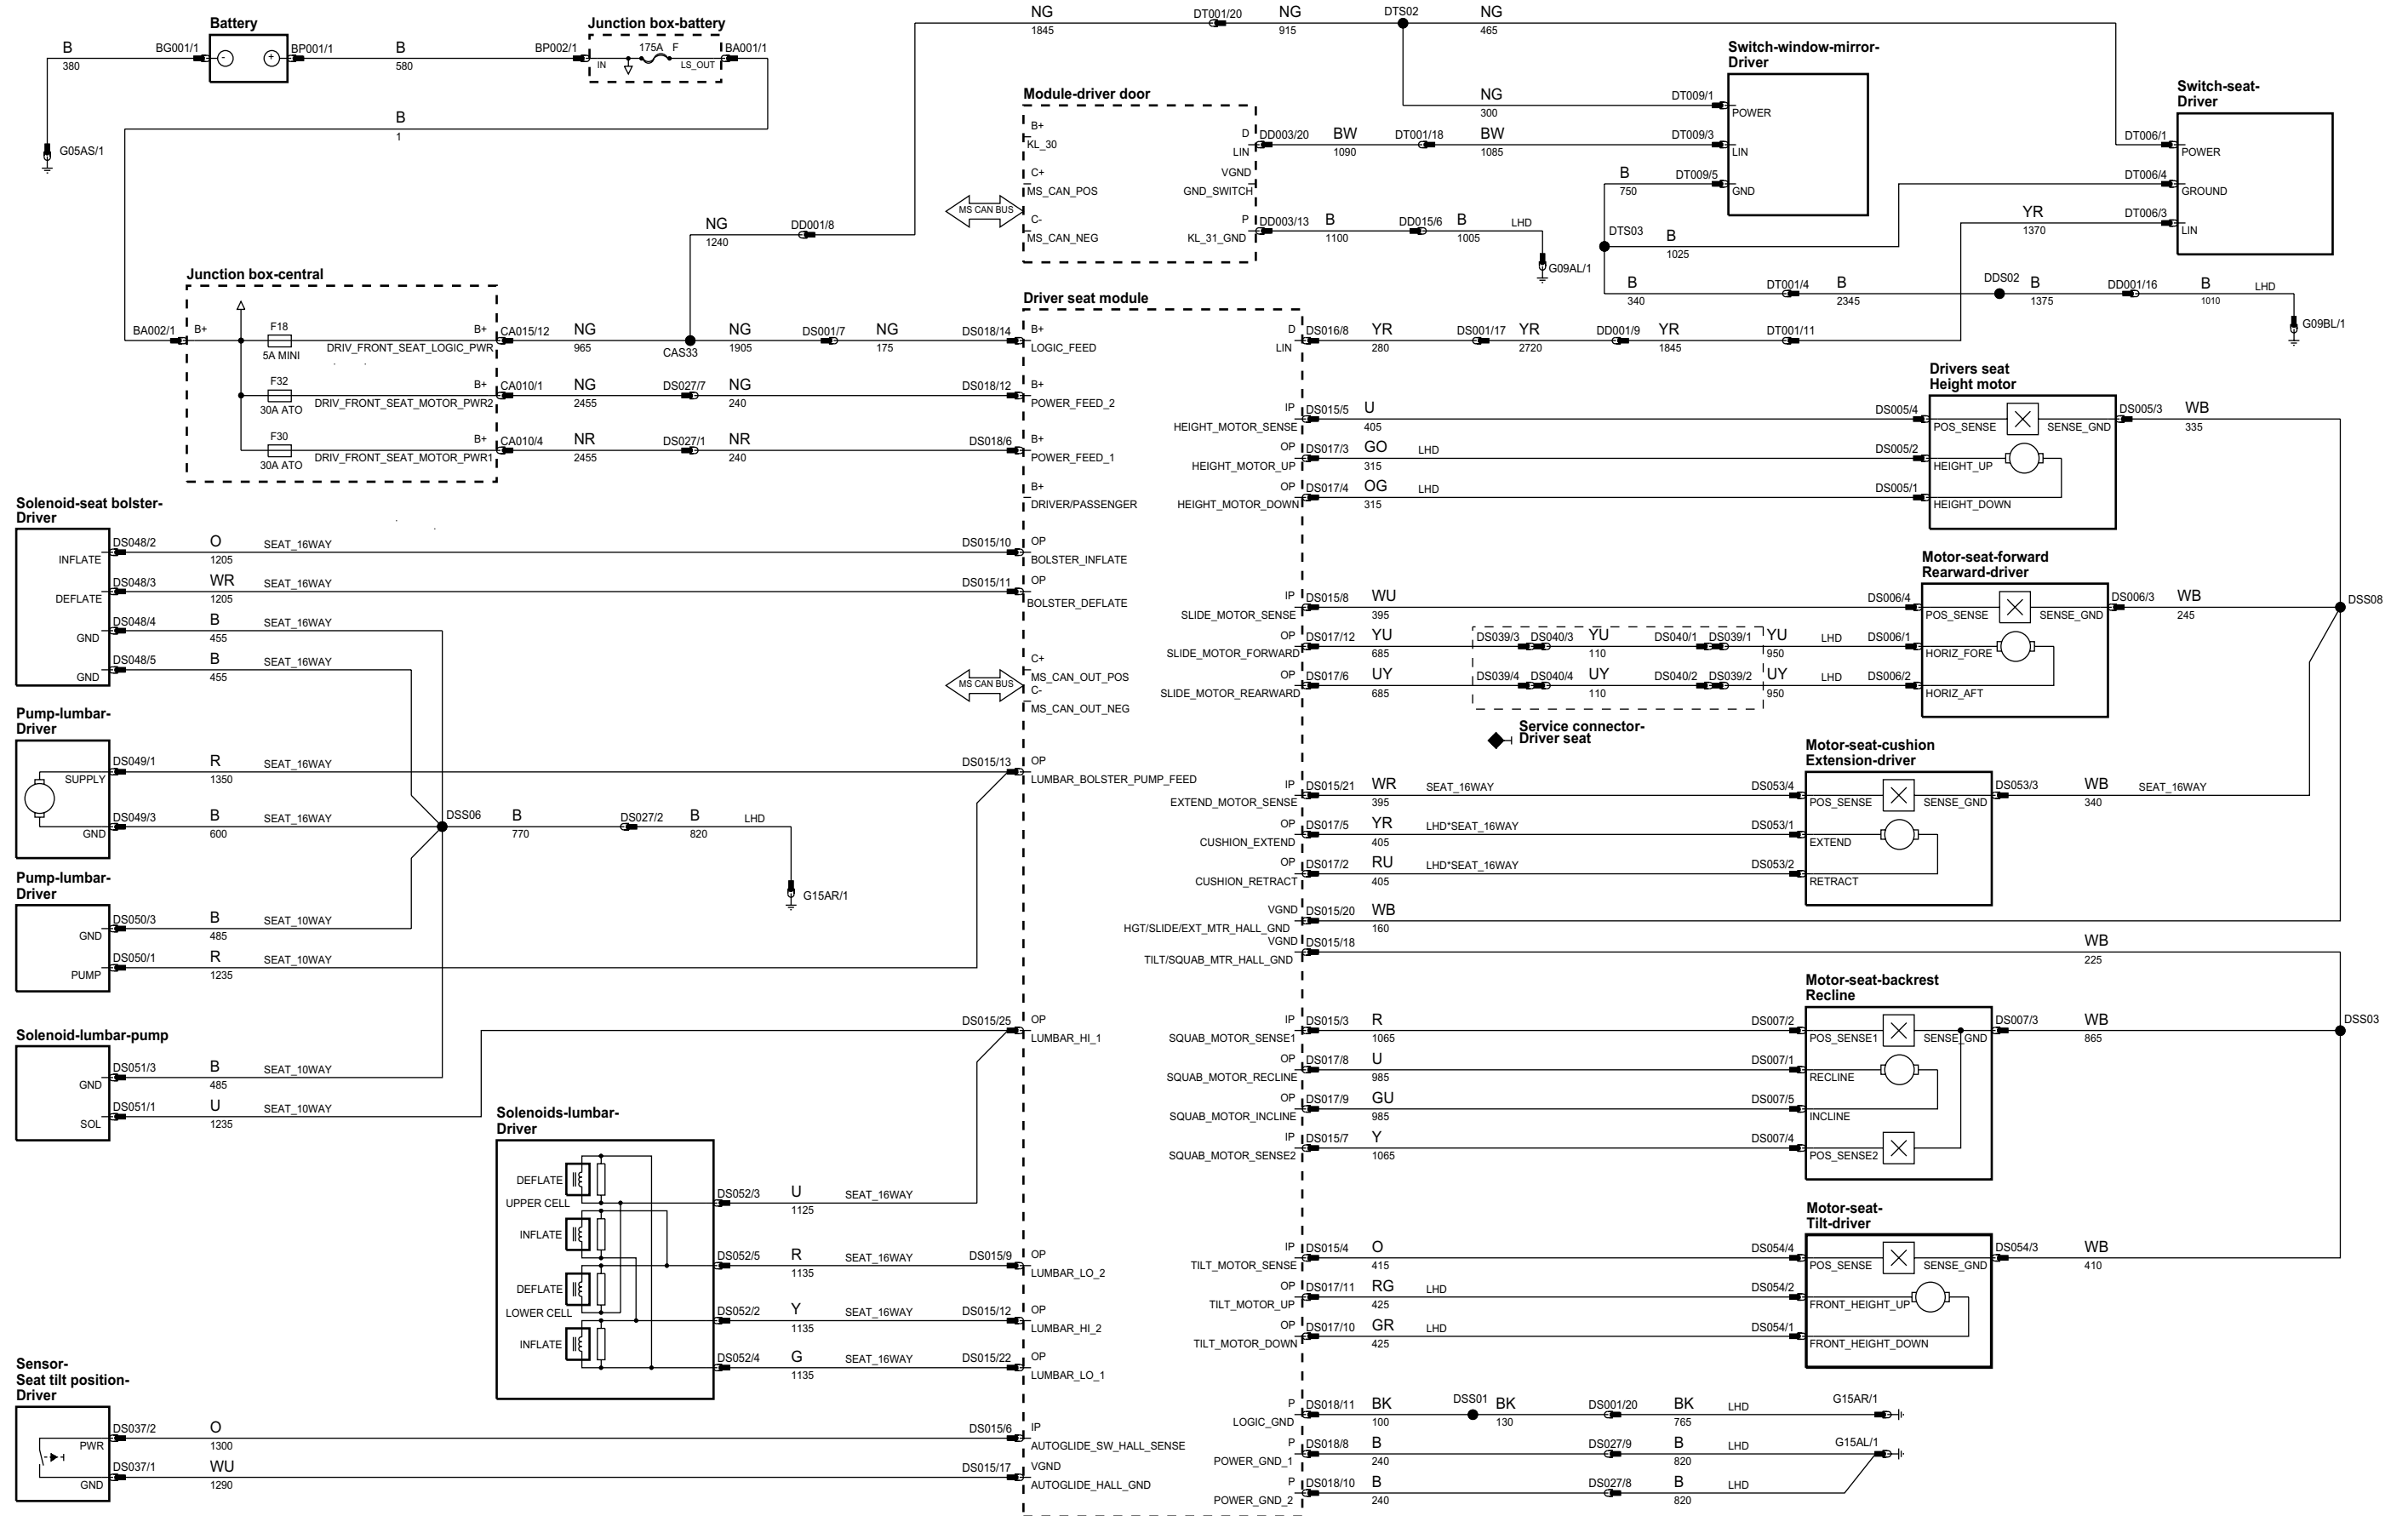 Battery
B
380
BG001/1
-
+
BP001/1
B
580
BP002/1
Junction box-battery
175A F
IN
LS_OUT
BA001/1
B
1
G05AS/1
NG
1845
DT001/20
NG
915
DTS02
NG
465
NG
300
DT009/1
Switch-window-mirror-
Driver
POWER
DT009/3
LIN
DT009/5
GND
B
750
Switch-seat-
Driver
DT006/1
POWER
DT006/4
GROUND
DT006/3
LIN
YR
1370
Module-driver door
B+
KL_30
C+
MS_CAN_POS
C-
MS_CAN_NEG
MS CAN BUS
D
LIN
VGND
GND_SWITCH
P
KL_31_GND
DD003/20
BW
1090
DT001/18
BW
1085
DD003/13
B
1100
DD015/6
B
1005
LHD
G09AL/1
DTS03
B
1025
B
340
DT001/4
B
2345
DDS02
B
1375
DD001/16
B
1010
LHD
G09BL/1
NG
1240
DD001/8
Junction box-central
BA002/1
B+
F18
5A MINI
B+
DRIV_FRONT_SEAT_LOGIC_PWR
CA015/12
NG
965
CAS33
NG
1905
DS001/7
NG
175
DS018/14
F32
30A ATO
B+
DRIV_FRONT_SEAT_MOTOR_PWR2
CA010/1
NG
2455
DS027/7
NG
240
DS018/12
F30
30A ATO
B+
DRIV_FRONT_SEAT_MOTOR_PWR1
CA010/4
NR
2455
DS027/1
NR
240
DS018/6
Driver seat module
B+
LOGIC_FEED
B+
POWER_FEED_2
B+
POWER_FEED_1
B+
DRIVER/PASSENGER
D
LIN
DS016/8
YR
280
DS001/17
YR
2720
DD001/9
YR
1845
DT001/11
Drivers seat
Height motor
IP
HEIGHT_MOTOR_SENSE
DS015/5
U
405
DS005/4
POS_SENSE
SENSE_GND
DS005/3
WB
335
OP
HEIGHT_MOTOR_UP
DS017/3
GO
315
LHD
DS005/2
HEIGHT_UP
OP
HEIGHT_MOTOR_DOWN
DS017/4
OG
315
LHD
DS005/1
HEIGHT_DOWN
Solenoid-seat bolster-
Driver
INFLATE
DS048/2
O
1205
SEAT_16WAY
DS015/10
OP
BOLSTER_INFLATE
DEFLATE
DS048/3
WR
1205
SEAT_16WAY
DS015/11
OP
BOLSTER_DEFLATE
GND
DS048/4
B
455
SEAT_16WAY
GND
DS048/5
B
455
SEAT_16WAY
Motor-seat-forward
Rearward-driver
IP
SLIDE_MOTOR_SENSE
DS015/8
WU
395
DS006/4
POS_SENSE
SENSE_GND
DS006/3
WB
245
DSS08
OP
SLIDE_MOTOR_FORWARD
DS017/12
YU
685
DS039/3
DS040/3
YU
110
DS040/1
DS039/1
YU
950
LHD
DS006/1
HORIZ_FORE
OP
SLIDE_MOTOR_REARWARD
DS017/6
UY
685
DS039/4
DS040/4
UY
110
DS040/2
DS039/2
UY
950
LHD
DS006/2
HORIZ_AFT
Service connector-
Driver seat
MS CAN BUS
C+
MS_CAN_OUT_POS
C-
MS_CAN_OUT_NEG
Pump-lumbar-
Driver
SUPPLY
DS049/1
R
1350
SEAT_16WAY
DS015/13
OP
LUMBAR_BOLSTER_PUMP_FEED
GND
DS049/3
B
600
SEAT_16WAY
DSS06
B
770
DS027/2
B
820
LHD
G15AR/1
Motor-seat-cushion
Extension-driver
IP
EXTEND_MOTOR_SENSE
DS015/21
WR
395
SEAT_16WAY
DS053/4
POS_SENSE
SENSE_GND
DS053/3
WB
340
SEAT_16WAY
OP
CUSHION_EXTEND
DS017/5
YR
405
LHD*SEAT_16WAY
DS053/1
EXTEND
OP
CUSHION_RETRACT
DS017/2
RU
405
LHD*SEAT_16WAY
DS053/2
RETRACT
Pump-lumbar-
Driver
GND
DS050/3
B
485
SEAT_10WAY
PUMP
DS050/1
R
1235
SEAT_10WAY
VGND
HGT/SLIDE/EXT_MTR_HALL_GND
DS015/20
WB
160
VGND
TILT/SQUAB_MTR_HALL_GND
DS015/18
WB
225
Solenoid-lumbar-pump
GND
DS051/3
B
485
SEAT_10WAY
SOL
DS051/1
U
1235
SEAT_10WAY
DS015/25
OP
LUMBAR_HI_1
Motor-seat-backrest
Recline
IP
SQUAB_MOTOR_SENSE1
DS015/3
R
1065
DS007/2
POS_SENSE1
SENSE_GND
DS007/3
WB
865
DSS03
OP
SQUAB_MOTOR_RECLINE
DS017/8
U
985
DS007/1
RECLINE
OP
SQUAB_MOTOR_INCLINE
DS017/9
GU
985
DS007/5
INCLINE
IP
SQUAB_MOTOR_SENSE2
DS015/7
Y
1065
DS007/4
POS_SENSE2
Solenoids-lumbar-
Driver
DEFLATE
UPPER CELL
INFLATE
DEFLATE
LOWER CELL
INFLATE
DS052/3
U
1125
SEAT_16WAY
DS052/5
R
1135
SEAT_16WAY
DS015/9
OP
LUMBAR_LO_2
DS052/2
Y
1135
SEAT_16WAY
DS015/12
OP
LUMBAR_HI_2
DS052/4
G
1135
SEAT_16WAY
DS015/22
OP
LUMBAR_LO_1
Motor-seat-
Tilt-driver
IP
TILT_MOTOR_SENSE
DS015/4
O
415
DS054/4
POS_SENSE
SENSE_GND
DS054/3
WB
410
OP
TILT_MOTOR_UP
DS017/11
RG
425
LHD
DS054/2
FRONT_HEIGHT_UP
OP
TILT_MOTOR_DOWN
DS017/10
GR
425
LHD
DS054/1
FRONT_HEIGHT_DOWN
Sensor-
Seat tilt position-
Driver
PWR
DS037/2
O
1300
DS015/6
IP
AUTOGLIDE_SW_HALL_SENSE
GND
DS037/1
WU
1290
DS015/17
VGND
AUTOGLIDE_HALL_GND
P
LOGIC_GND
DS018/11
BK
100
DSS01
BK
130
DS001/20
BK
765
LHD
G15AR/1
P
POWER_GND_1
DS018/8
B
240
DS027/9
B
820
LHD
G15AL/1
P
POWER_GND_2
DS018/10
B
240
DS027/8
B
820
LHD